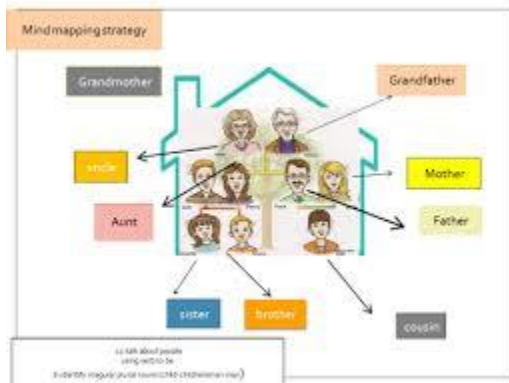 Mind mapping strategy
Grandmother
Grandfather
uncle
Mother
Aunt
Father
sister
brother
cousin
talk about people
using verb to be